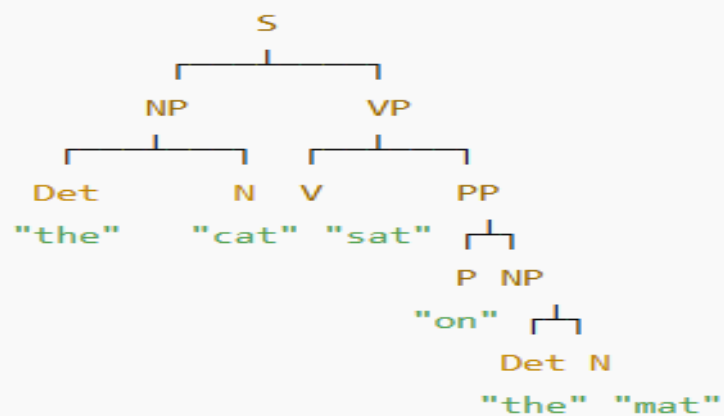 S
NP VP
Det N V PP
"the" "cat" "sat"
P NP
"on"
Det N
"the" "mat"